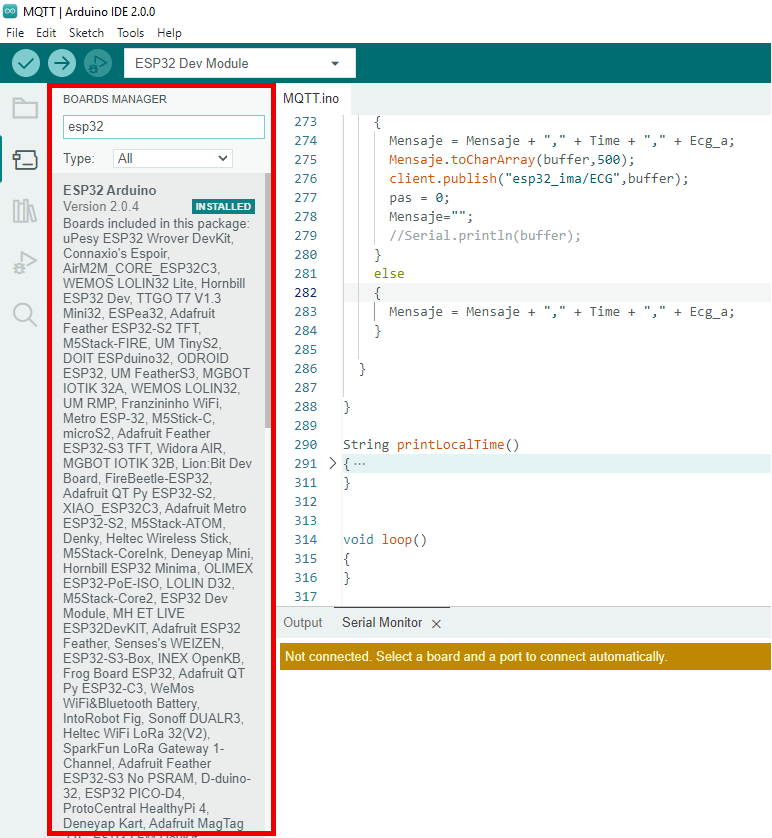 MQTT | Arduino IDE 2.0.0
File Edit Sketch Tools Help
ESP32 Dev Module
BOARDS MANAGER
esp32
Type: All
ESP32 Arduino
Version 2.0.4 INSTALLED
Boards included in this package:
uPesy ESP32 Wrover DevKit,
Connaxio's Espoir,
AirM2M_CORE_ESP32C3,
WEMOS LOLIN32 Lite, Hornbill
ESP32 Dev, TTGO T7 V1.3
Mini32, ESPea32, Adafruit
Feather ESP32-S2 TFT,
M5Stack-FIRE, UM TinyS2,
DOIT ESPduino32, ODROID
ESP32, UM FeatherS3, MGBOT
IOTIK 32A, WEMOS LOLIN32,
UM RMP, Franzininho WiFi,
Metro ESP-32, M5Stick-C,
microS2, Adafruit Feather
ESP32-S3 TFT, Widora AIR,
MGBOT IOTIK 32B, Lion:Bit Dev
Board, FireBeetle-ESP32,
Adafruit QT Py ESP32-S2,
XIAO_ESP32C3, Adafruit Metro
ESP32-S2, M5Stack-ATOM,
Denky, Heltec Wireless Stick,
M5Stack-CoreInk, Deneyap Mini,
Hornbill ESP32 Minima, OLIMEX
ESP32-PoE-ISO, LOLIN D32,
M5Stack-Core2, ESP32 Dev
Module, MH ET LIVE
ESP32DevKIT, Adafruit ESP32
Feather, Senses's WEIZEN,
ESP32-S3-Box, INEX OpenKB,
Frog Board ESP32, Adafruit QT
Py ESP32-C3, WeMos
WiFi&Bluetooth Battery,
IntoRobot Fig, Sonoff DUALR3,
Heltec WiFi LoRa 32(V2),
SparkFun LoRa Gateway 1-
Channel, Adafruit Feather
ESP32-S3 No PSRAM, D-duino-
32, ESP32 PICO-D4,
ProtoCentral HealthyPi 4,
Deneyap Kart, Adafruit MagTag
MQTT.ino
273 {
274 Mensaje = Mensaje + "," + Time + "," + Ecg_a;
275 Mensaje.toCharArray(buffer,500);
276 client.publish("esp32_ima/ECG",buffer);
277 pas = 0;
278 Mensaje="";
279 //Serial.println(buffer);
280 }
281 else
282 {
283 Mensaje = Mensaje + "," + Time + "," + Ecg_a;
284 }
285
286 }
287
288 }
289
290 String printLocalTime()
291 { ···
311 }
312
313
314 void loop()
315 {
316 }
317
Output Serial Monitor
Not connected. Select a board and a port to connect automatically.